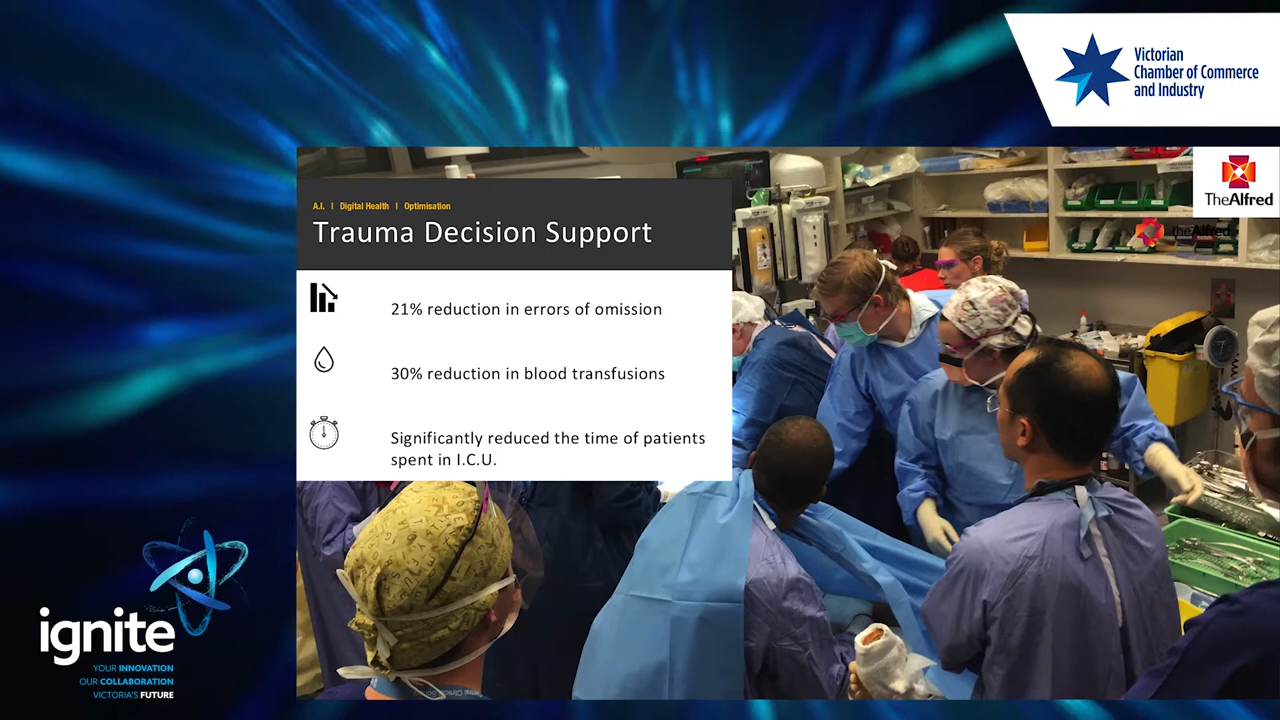 Victorian
Chamber of Commerce
and Industry
TheAlfred
theAlfred
A.I. I Digital Health I Optimisation
Trauma Decision Support
21% reduction in errors of omission
30% reduction in blood transfusions
Significantly reduced the time of patients
spent in I.C.U.
ignite
YOUR INNOVATION
OUR COLLABORATION
VICTORIA'S FUTURE